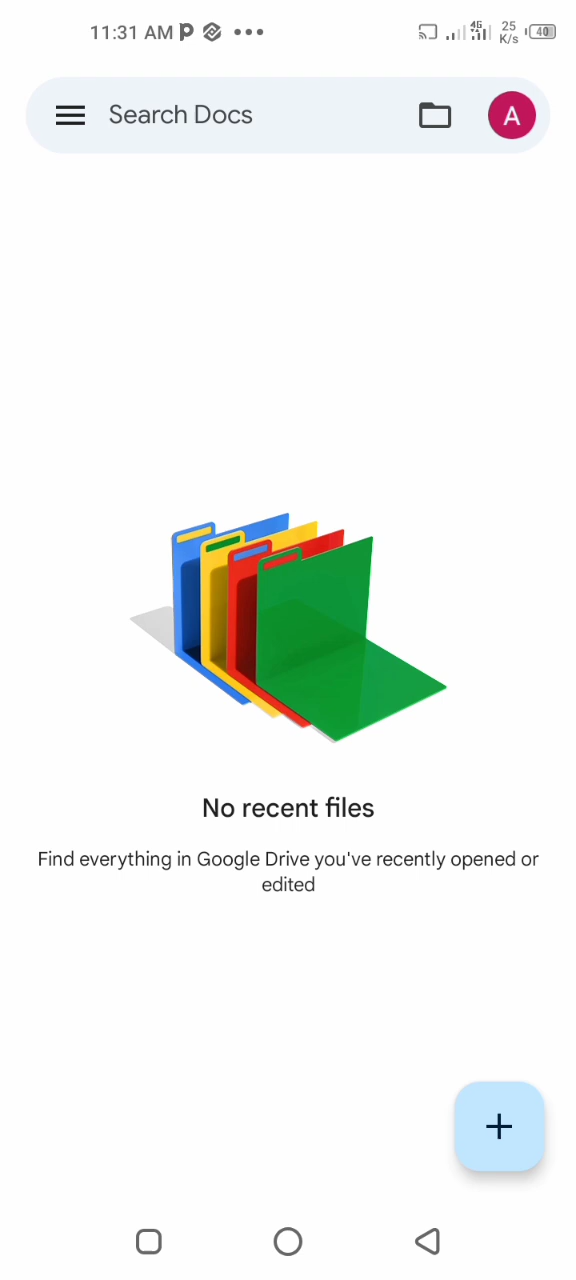 11:31 AM
4G
25
K/s
40
Search Docs
A
No recent files
Find everything in Google Drive you've recently opened or
edited